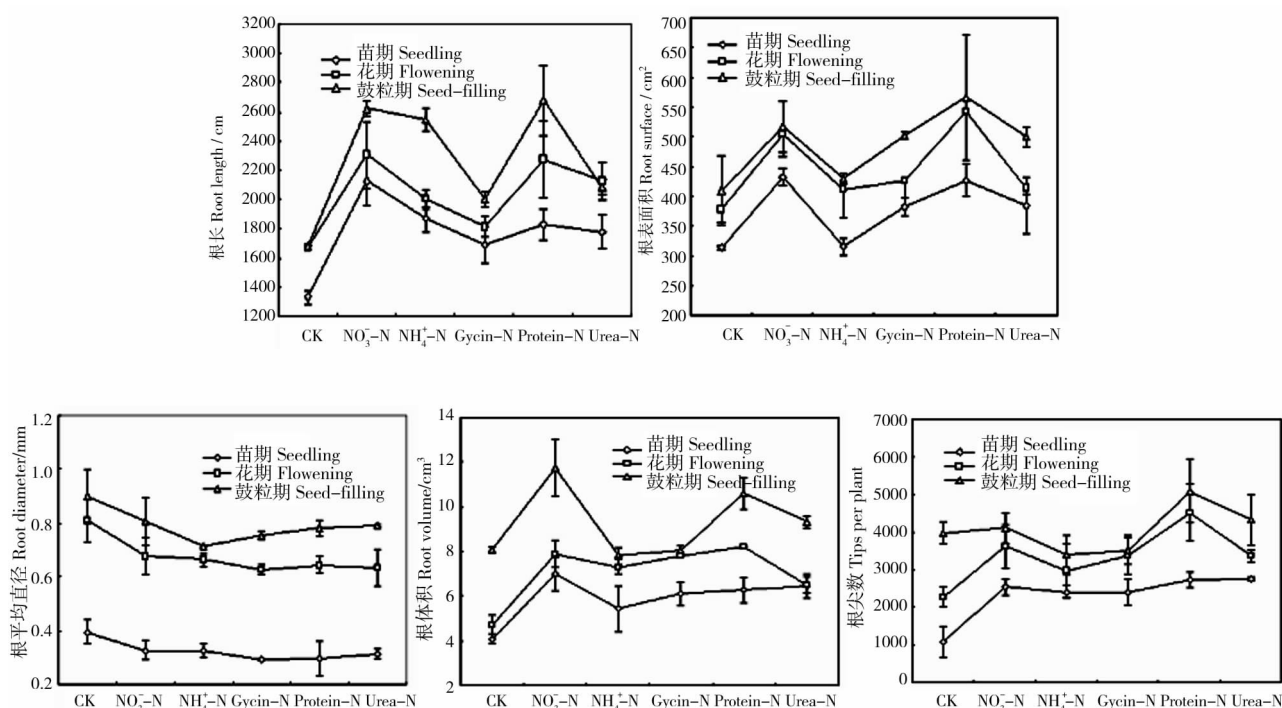 根长 Root length / cm
3200
3000
2800
2600
2400
2200
2000
1800
1600
1400
1200
苗期 Seedling
花期 Flowening
鼓粒期 Seed-filling
CK NO₃⁻-N NH₄⁺-N Gycin-N Protein-N Urea-N
根表面积 Root surface / cm²
700
650
600
550
500
450
400
350
300
250
200
苗期 Seedling
花期 Flowening
鼓粒期 Seed-filling
CK NO₃⁻-N NH₄⁺-N Gycin-N Protein-N Urea-N
根平均直径 Root diameter/mm
1.2
1.0
0.8
0.6
0.4
0.2
苗期 Seedling
花期 Flowening
鼓粒期 Seed-filling
CK NO₃⁻-N NH₄⁺-N Gycin-N Protein-N Urea-N
根体积 Root volume/cm³
14
12
10
8
6
4
2
苗期 Seedling
花期 Flowening
鼓粒期 Seed-filling
CK NO₃⁻-N NH₄⁺-N Gycin-N Protein-N Urea-N
根尖数 Tips per plant
7000
6000
5000
4000
3000
2000
1000
0000
苗期 Seedling
花期 Flowening
鼓粒期 Seed-filling
CK NO₃⁻-N NH₄⁺-N Gycin-N Protein-N Urea-N